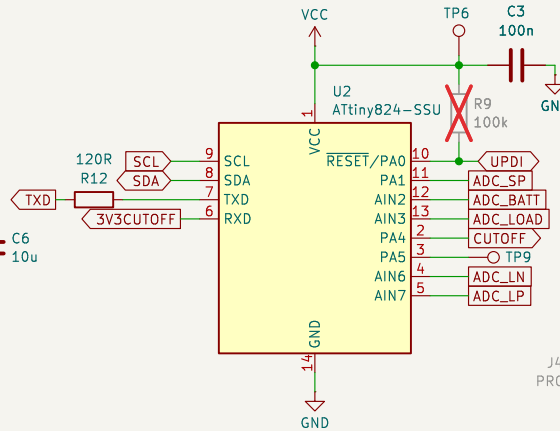 VCC
TP6
C3
100n
GN
U2
ATtiny824-SSU
R9
100k
1
VCC
120R
R12
SCL
9
SCL
RESET/PA0
10
UPDI
SDA
8
SDA
PA1
11
ADC_SP
TXD
7
TXD
AIN2
12
ADC_BATT
3V3CUTOFF
6
RXD
AIN3
13
ADC_LOAD
C6
10u
PA4
2
CUTOFF
PA5
3
TP9
AIN6
4
ADC_LN
AIN7
5
ADC_LP
GND
14
GND
J4
PRO